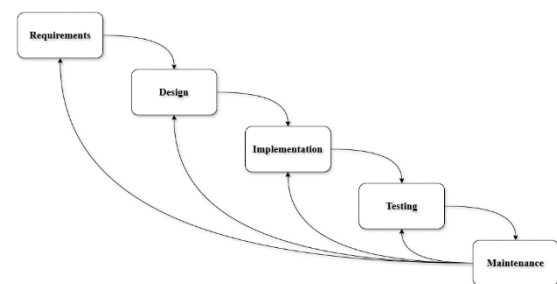 Requirements
Design
Implementation
Testing
Maintenance